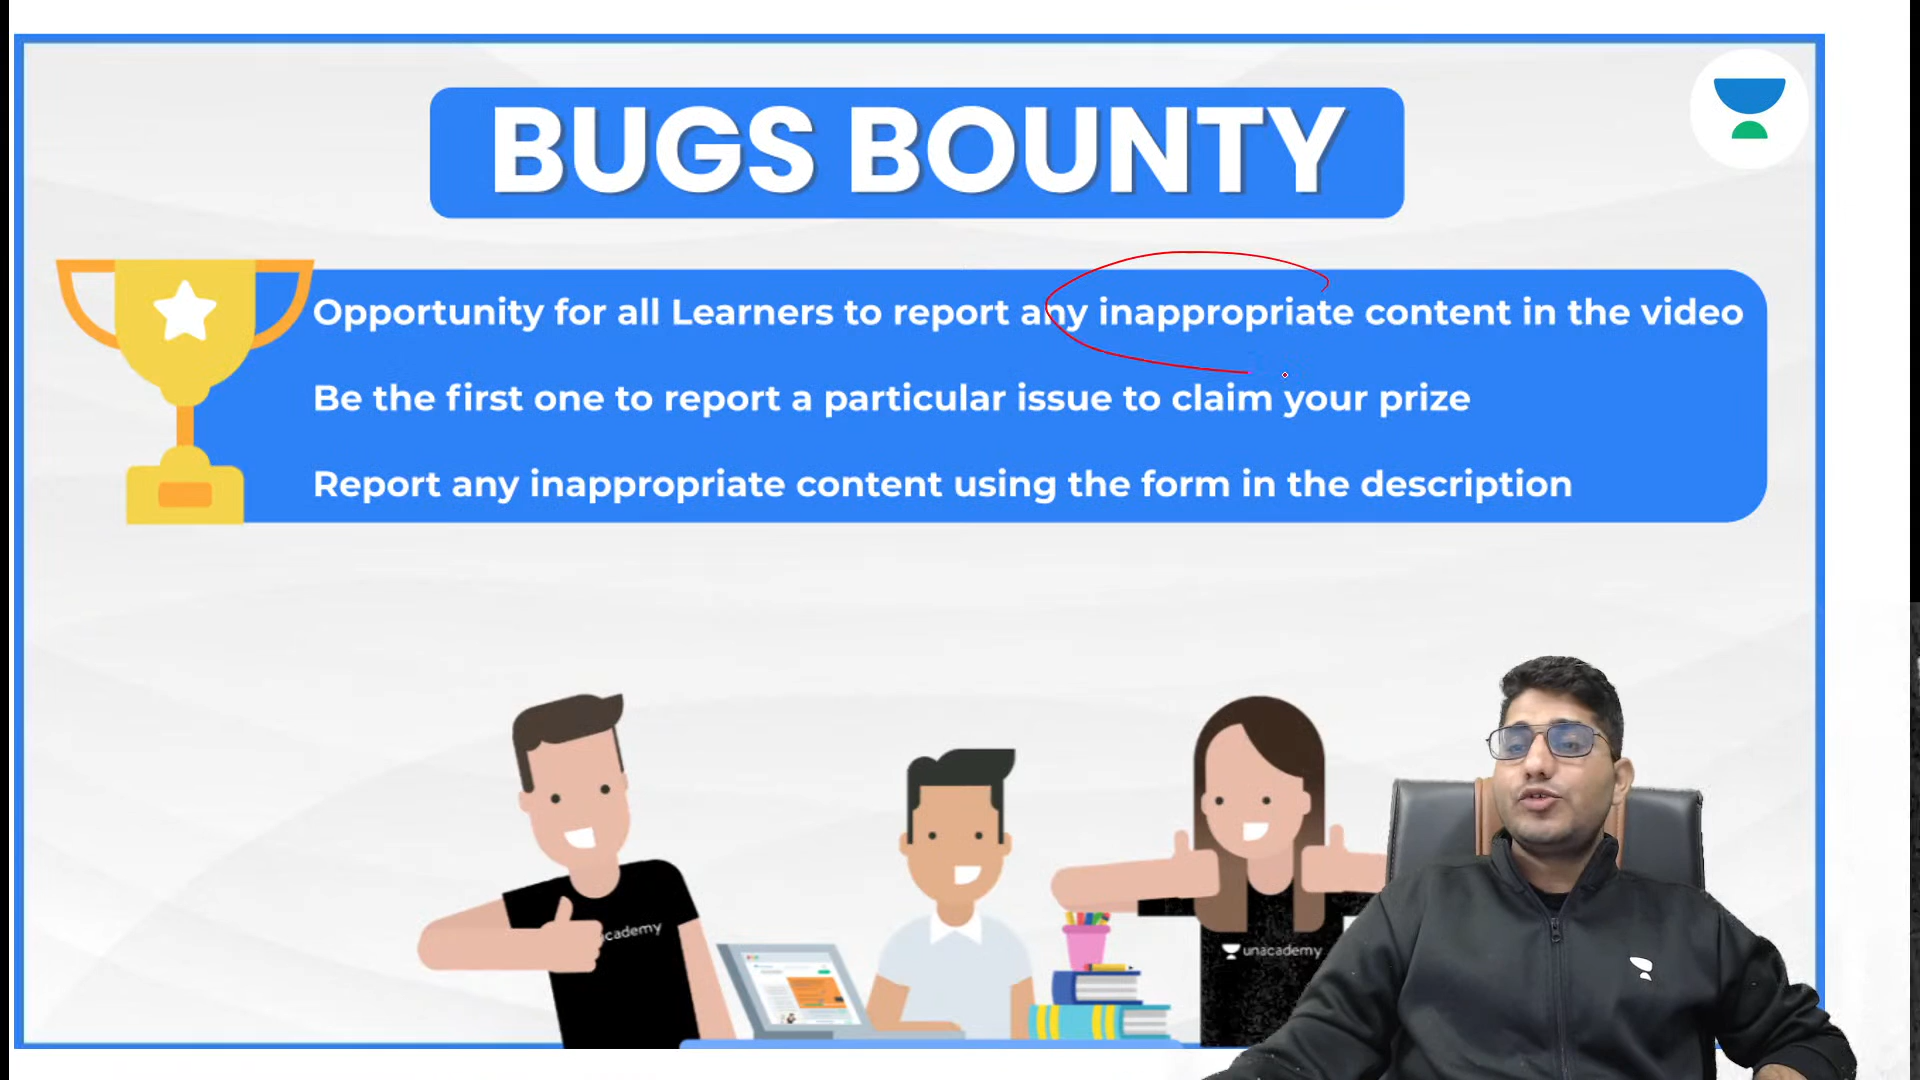 BUGS BOUNTY
Opportunity for all Learners to report any inappropriate content in the video
Be the first one to report a particular issue to claim your prize
Report any inappropriate content using the form in the description
cademy
unacademy